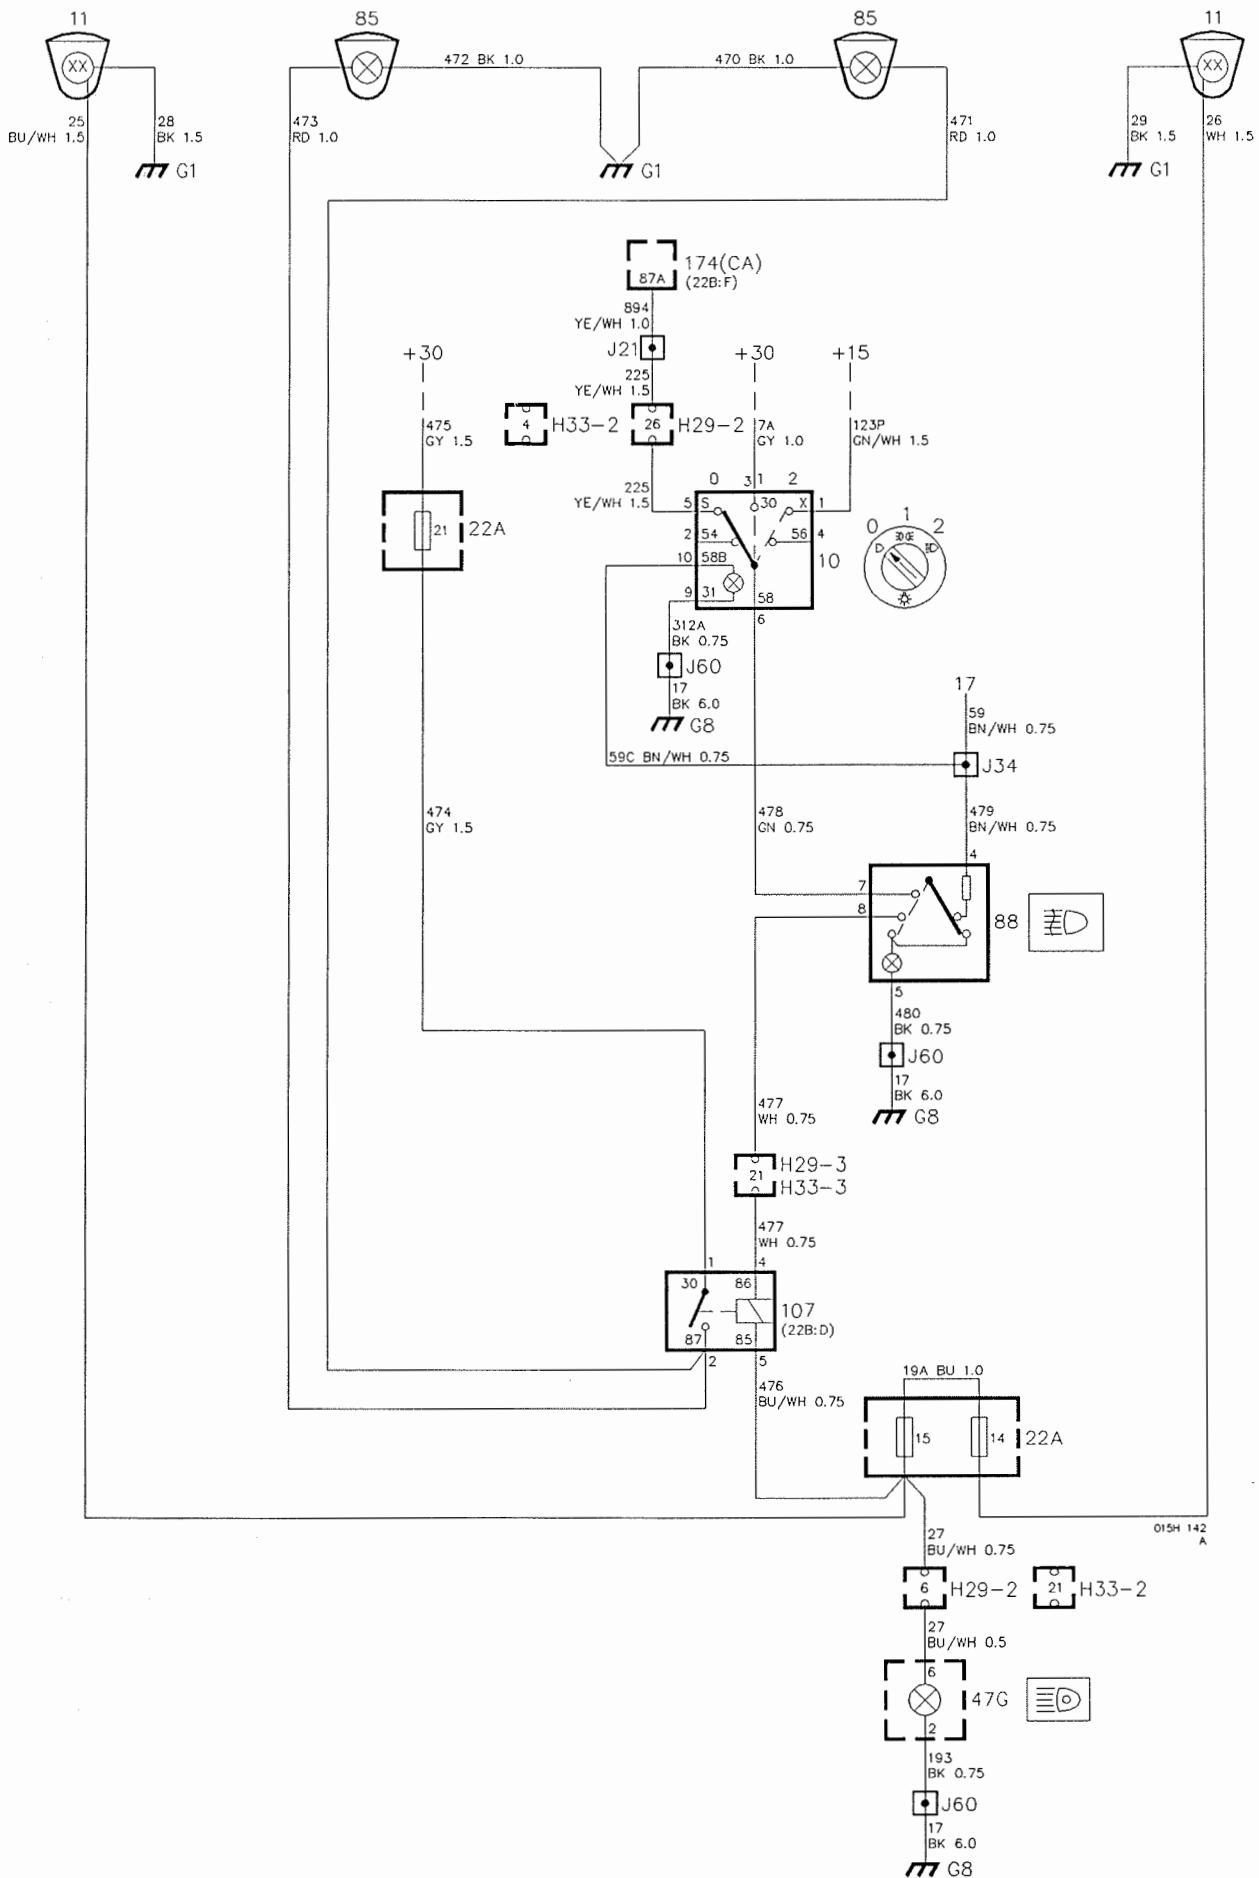 11
85
85
11
XX
472 BK 1.0
470 BK 1.0
XX
25
BU/WH 1.5
28
BK 1.5
473
RD 1.0
471
RD 1.0
29
BK 1.5
26
WH 1.5
G1
G1
G1
87A
174(CA)
(22B:F)
894
YE/WH 1.0
J21
+30
+30
+15
225
YE/WH 1.5
475
GY 1.5
4
H33-2
26
H29-2
7A
GY 1.0
123P
GN/WH 1.5
0
3
1
2
225
YE/WH 1.5
5
S
30
X
1
21
22A
2
54
56
4
10
58B
10
9
31
58
6
0
1
2
312A
BK 0.75
J60
17
BK 6.0
G8
17
59
BN/WH 0.75
59C BN/WH 0.75
J34
474
GY 1.5
478
GN 0.75
479
BN/WH 0.75
4
7
8
88
5
480
BK 0.75
J60
17
BK 6.0
G8
477
WH 0.75
21
H29-3
H33-3
477
WH 0.75
1
4
30
86
107
(22B:D)
87
85
2
5
476
BU/WH 0.75
19A BU 1.0
15
14
22A
015H 142
A
27
BU/WH 0.75
6
H29-2
21
H33-2
27
BU/WH 0.5
6
47G
2
193
BK 0.75
J60
17
BK 6.0
G8